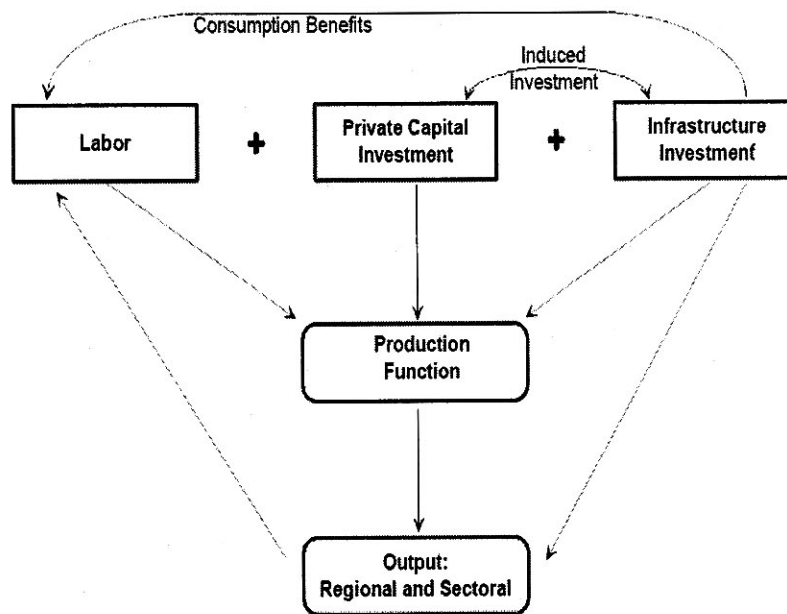 Consumption Benefits
Induced
Investment
Labor
+
Private Capital
Investment
+
Infrastructure
Investment
Production
Function
Output:
Regional and Sectoral